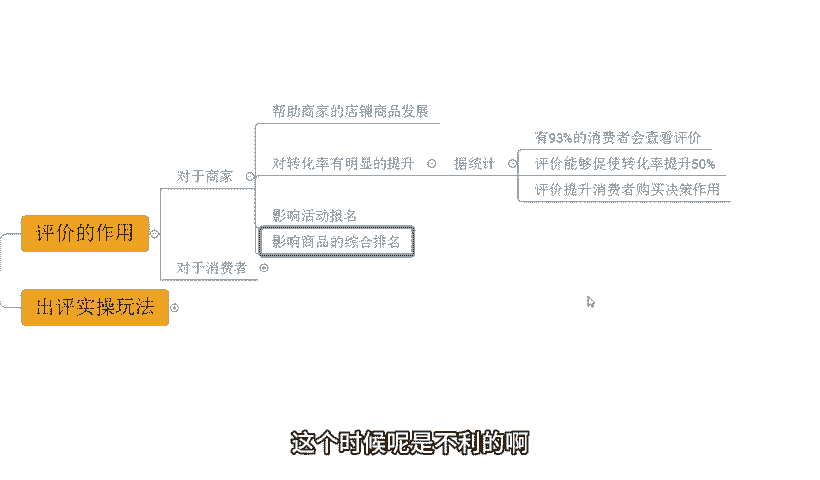 帮助商家的店铺商品发展
有93%的消费者会查看评价
对转化率有明显的提升
据统计
评价能够促使转化率提升50%
对于商家
评价提升消费者购买决策作用
影响活动报名
评价的作用
影响商品的综合排名
对于消费者
出评实操玩法
这个时候呢是不利的啊